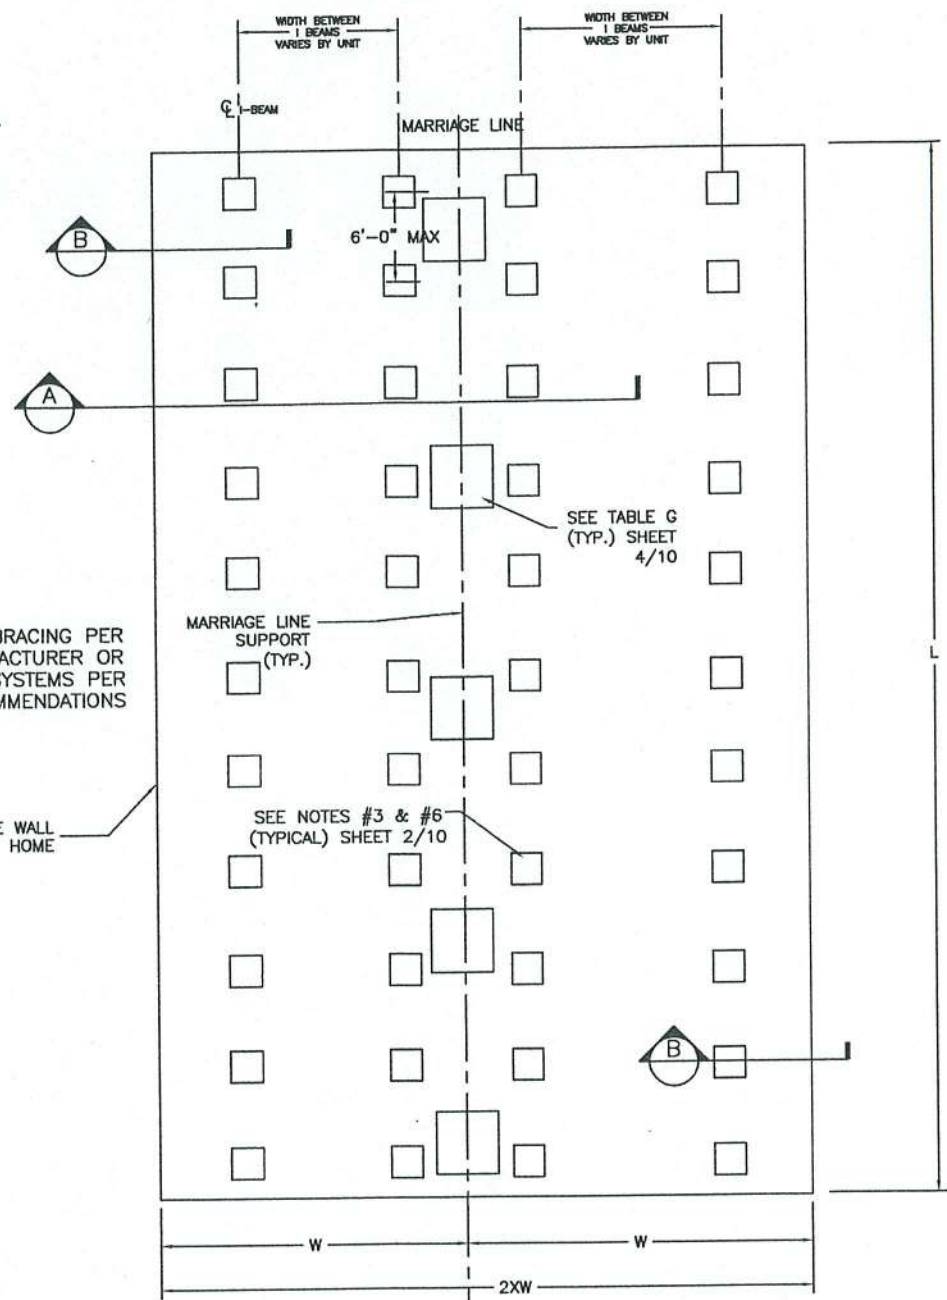 WIDTH BETWEEN
I BEAMS
VARIES BY UNIT
WIDTH BETWEEN
I BEAMS
VARIES BY UNIT
℄ I-BEAM
MARRIAGE LINE
B
6'-0" MAX
A
SEE TABLE G
(TYP.) SHEET
4/10
MARRIAGE LINE
SUPPORT
(TYP.)
BRACING PER
ACTURER OR
SYSTEMS PER
MMENDATIONS
L
SEE NOTES #3 & #6
(TYPICAL) SHEET 2/10
E WALL
HOME
B
W
W
2XW